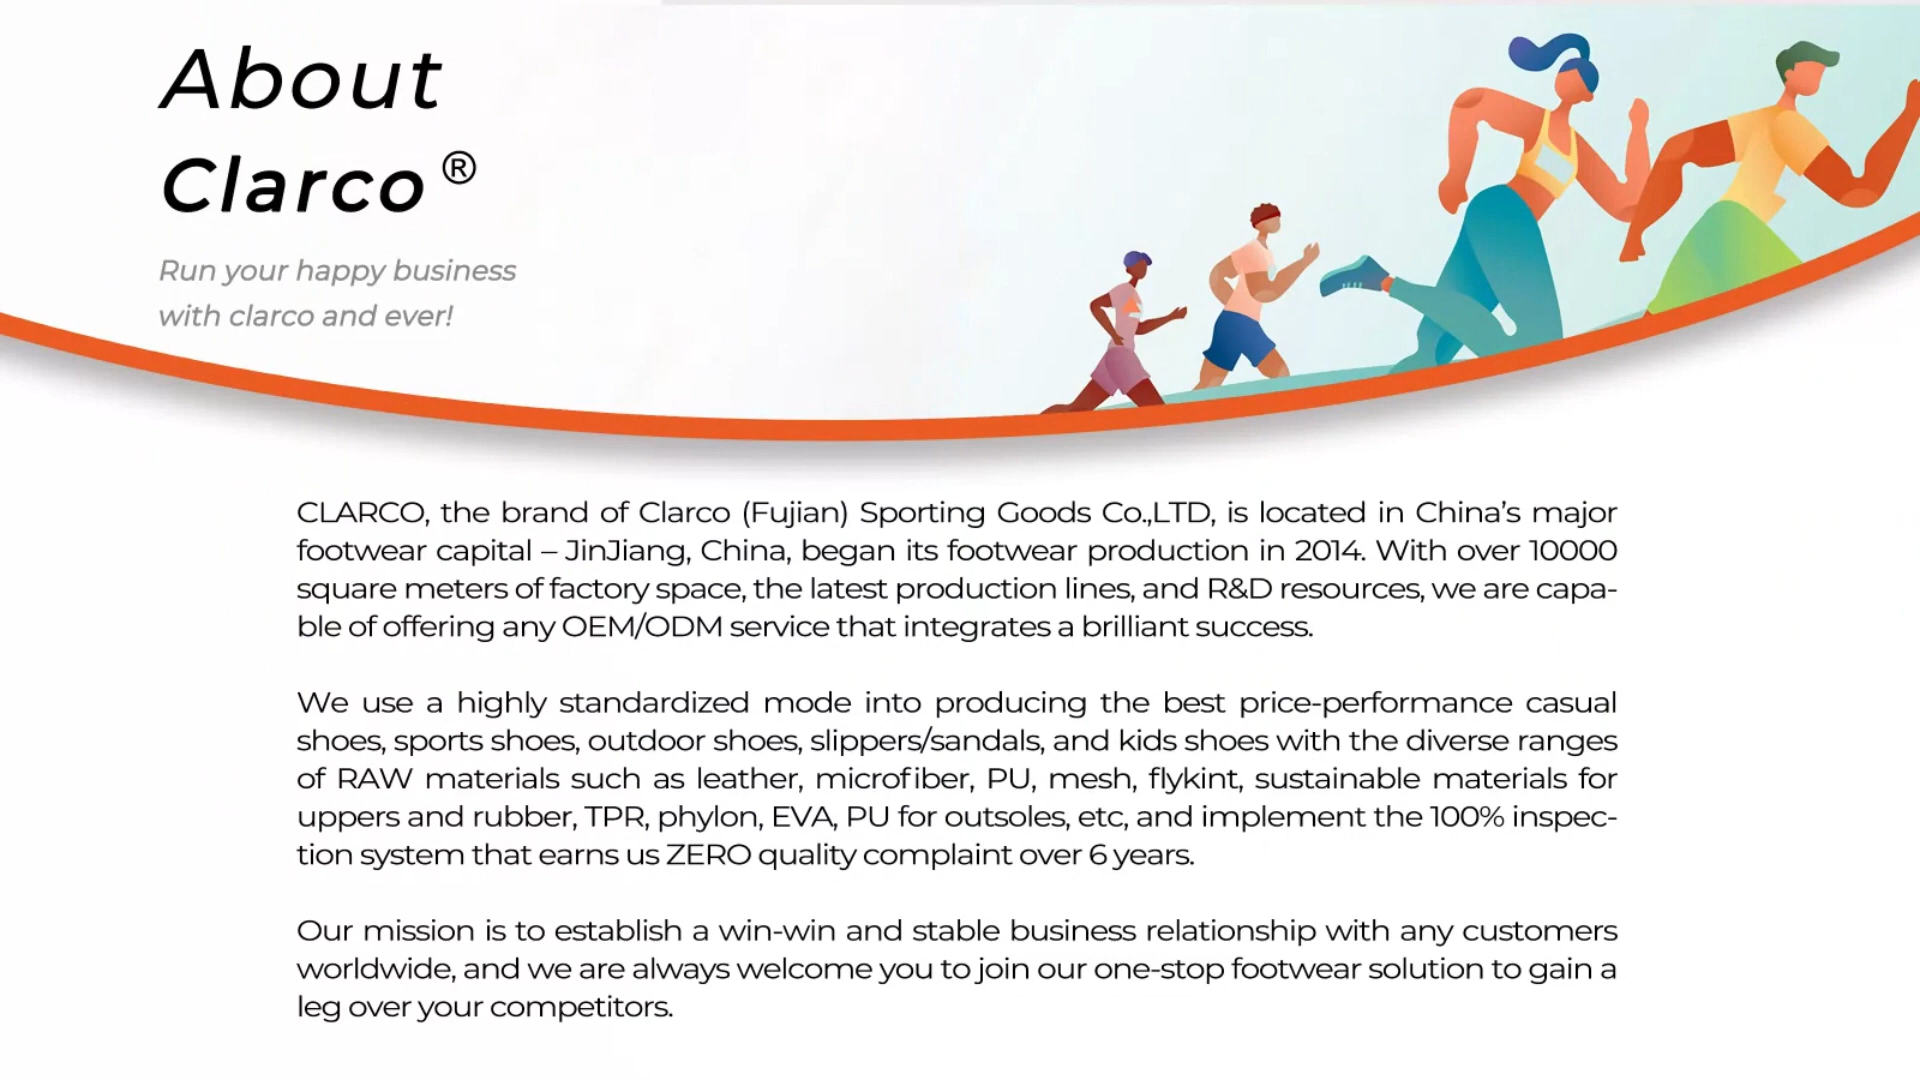 About
Clarco ®
Run your happy business
with clarco and ever!
CLARCO, the brand of Clarco (Fujian) Sporting Goods Co.,LTD, is located in China’s major
footwear capital – JinJiang, China, began its footwear production in 2014. With over 10000
square meters of factory space, the latest production lines, and R&D resources, we are capa-
ble of offering any OEM/ODM service that integrates a brilliant success.
We use a highly standardized mode into producing the best price-performance casual
shoes, sports shoes, outdoor shoes, slippers/sandals, and kids shoes with the diverse ranges
of RAW materials such as leather, microfiber, PU, mesh, flykint, sustainable materials for
uppers and rubber, TPR, phylon, EVA, PU for outsoles, etc, and implement the 100% inspec-
tion system that earns us ZERO quality complaint over 6 years.
Our mission is to establish a win-win and stable business relationship with any customers
worldwide, and we are always welcome you to join our one-stop footwear solution to gain a
leg over your competitors.